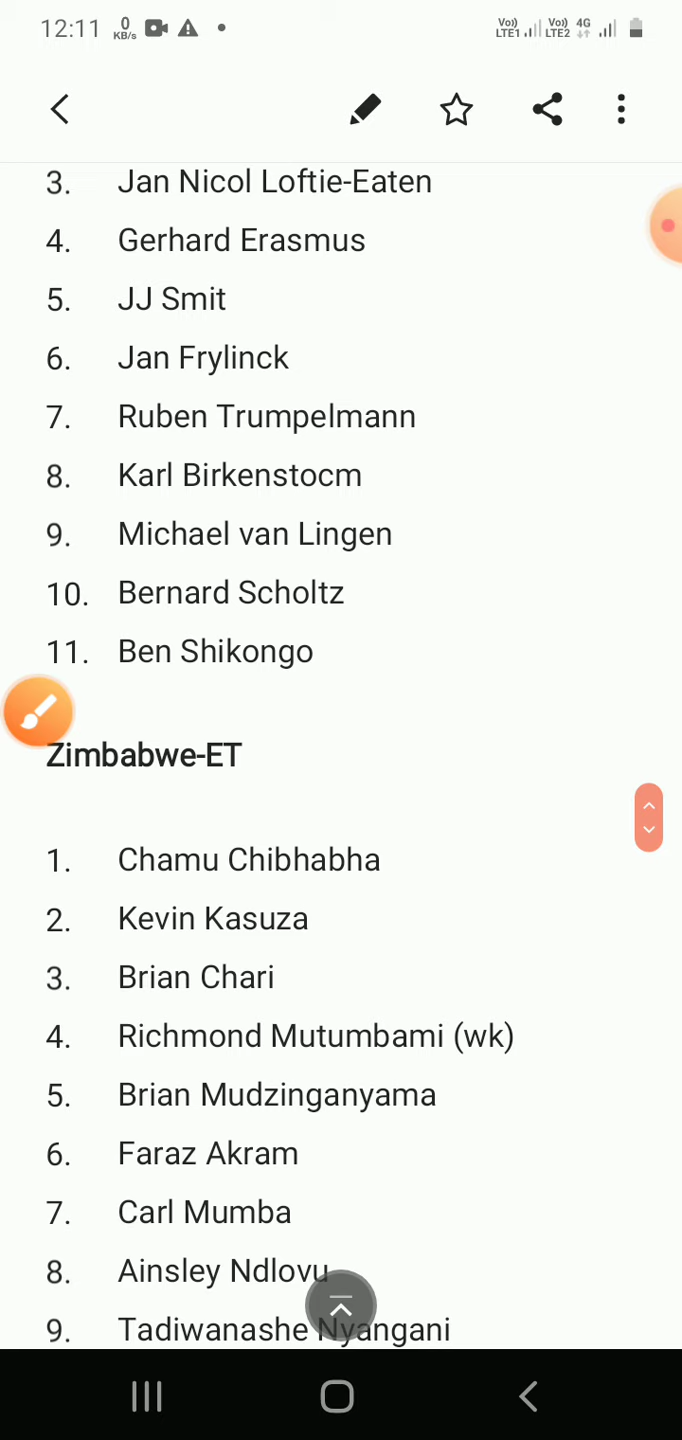 12:11 0 KB/s Vo)) LTE1 Vo)) LTE2 4G
3. Jan Nicol Loftie-Eaten
4. Gerhard Erasmus
5. JJ Smit
6. Jan Frylinck
7. Ruben Trumpelmann
8. Karl Birkenstocm
9. Michael van Lingen
10. Bernard Scholtz
11. Ben Shikongo
Zimbabwe-ET
1. Chamu Chibhabha
2. Kevin Kasuza
3. Brian Chari
4. Richmond Mutumbami (wk)
5. Brian Mudzinganyama
6. Faraz Akram
7. Carl Mumba
8. Ainsley Ndlovu
9. Tadiwanashe Nyangani